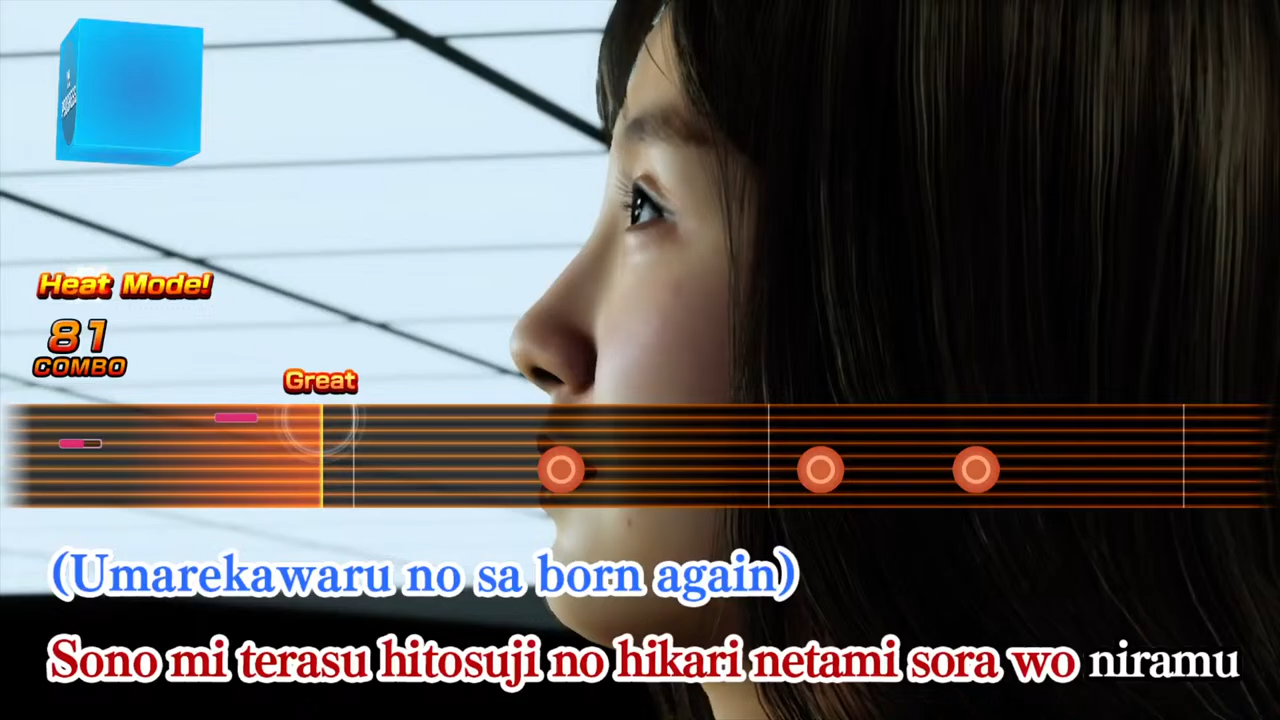 Heat Mode!
81
COMBO
Great
(Umarekawaru no sa born again)
Sono mi terasu hitosuji no hikari netami sora wo niramu